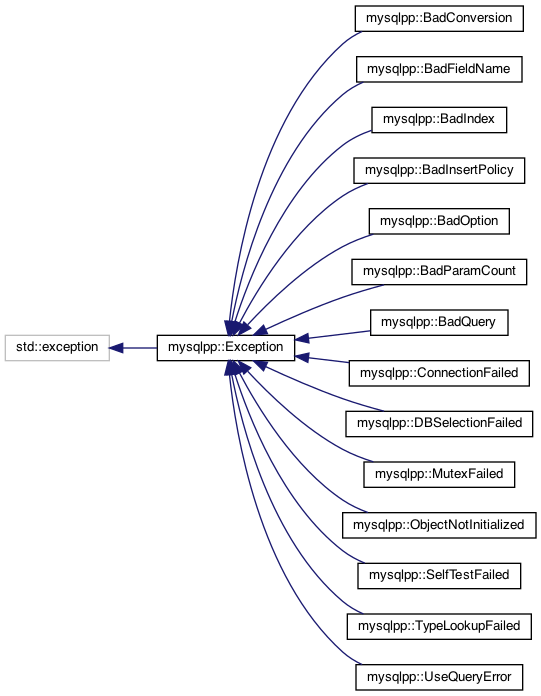 mysqlpp::BadConversion
mysqlpp::BadFieldName
mysqlpp::BadIndex
mysqlpp::BadInsertPolicy
mysqlpp::BadOption
mysqlpp::BadParamCount
mysqlpp::BadQuery
std::exception
mysqlpp::Exception
mysqlpp::ConnectionFailed
mysqlpp::DBSelectionFailed
mysqlpp::MutexFailed
mysqlpp::ObjectNotInitialized
mysqlpp::SelfTestFailed
mysqlpp::TypeLookupFailed
mysqlpp::UseQueryError